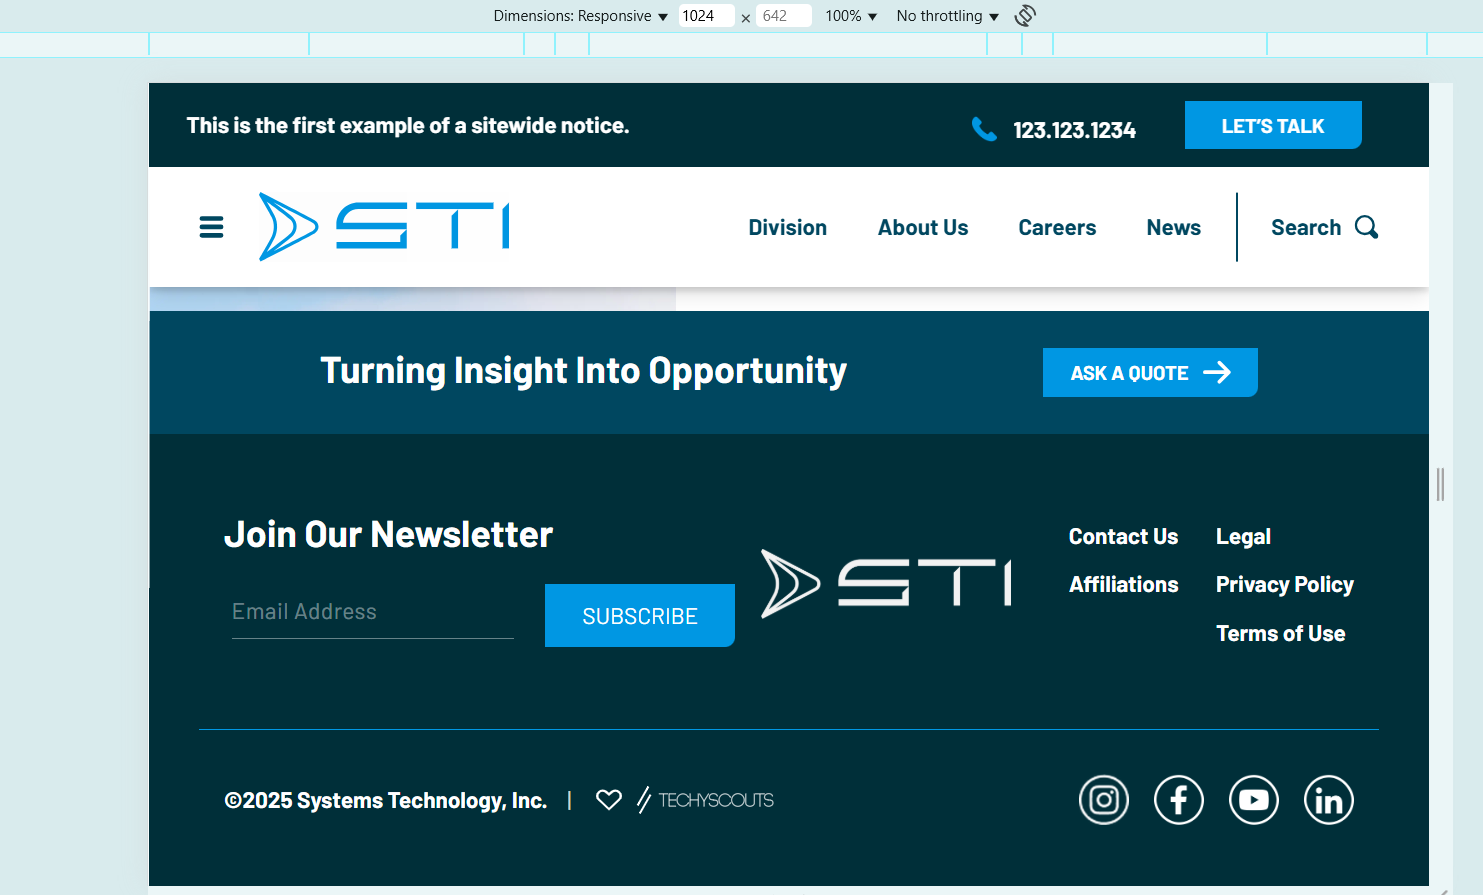 Dimensions: Responsive ▼ 1024 × 642 100% ▼ No throttling ▼
This is the first example of a sitewide notice.
123.123.1234
LET'S TALK
STI
Division About Us Careers News Search
Turning Insight Into Opportunity
ASK A QUOTE
Join Our Newsletter
Email Address
SUBSCRIBE
STI
Contact Us
Affiliations
Legal
Privacy Policy
Terms of Use
©2025 Systems Technology, Inc. | TECHYSCOUTS